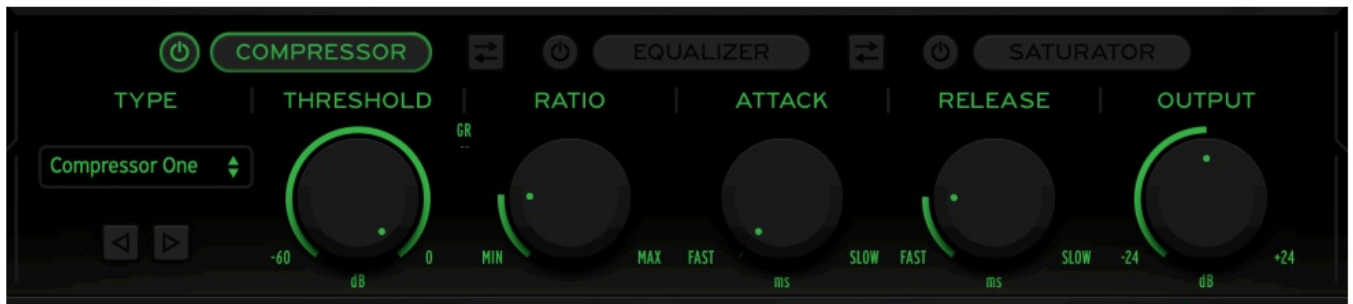 COMPRESSOR EQUALIZER SATURATOR
TYPE THRESHOLD RATIO ATTACK RELEASE OUTPUT
GR
--
Compressor One
-60 0 MIN MAX FAST SLOW FAST SLOW -24 +24
dB ms ms dB